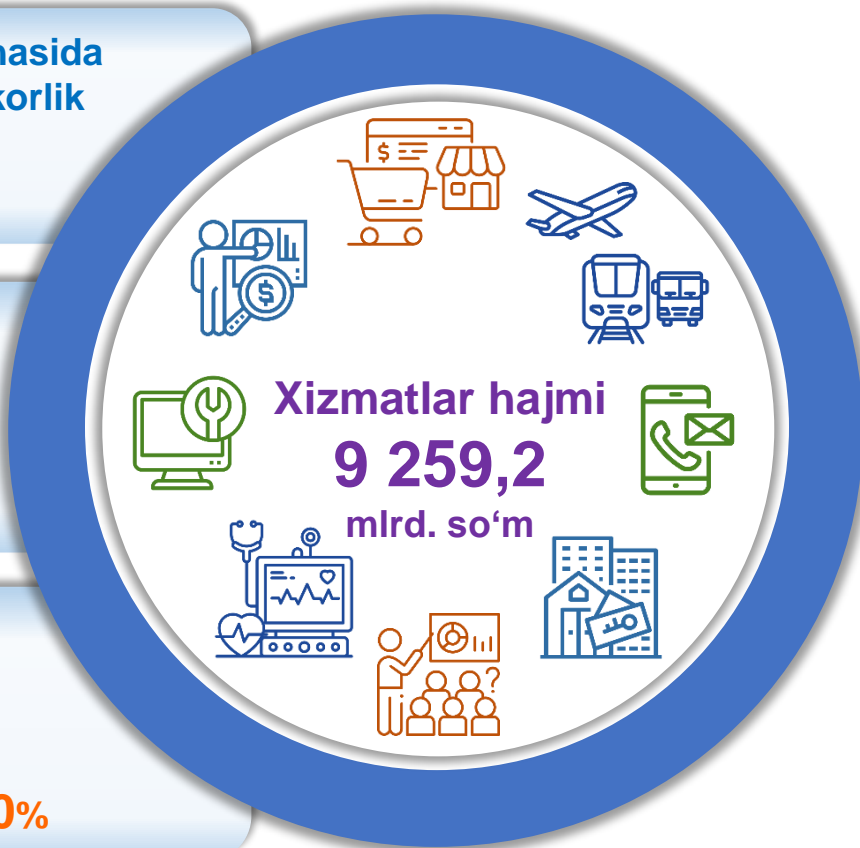 nasida
korlik
Xizmatlar hajmi
9 259,2
mlrd. so‘m
0%